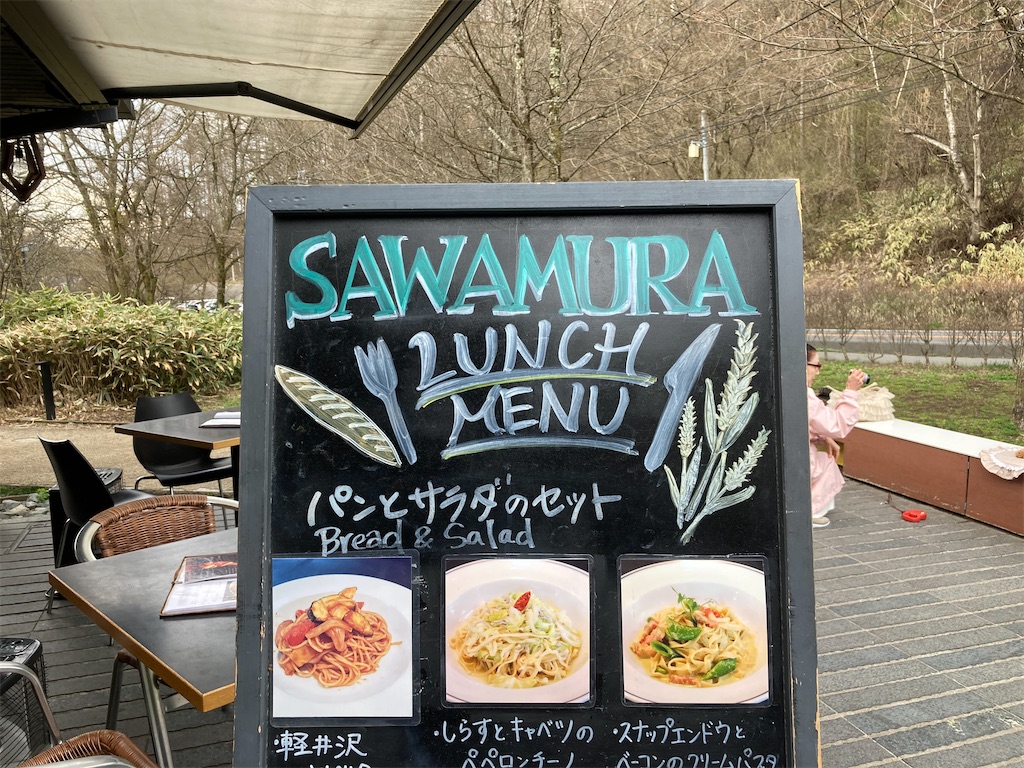 SAWAMURA
LUNCH
MENU
パンとサラダのセット
Bread & Salad
・軽井沢
・しらすとキャベツの
ペペロンチーノ
・スナップエンドウと
ベーコンのクリームパスタ